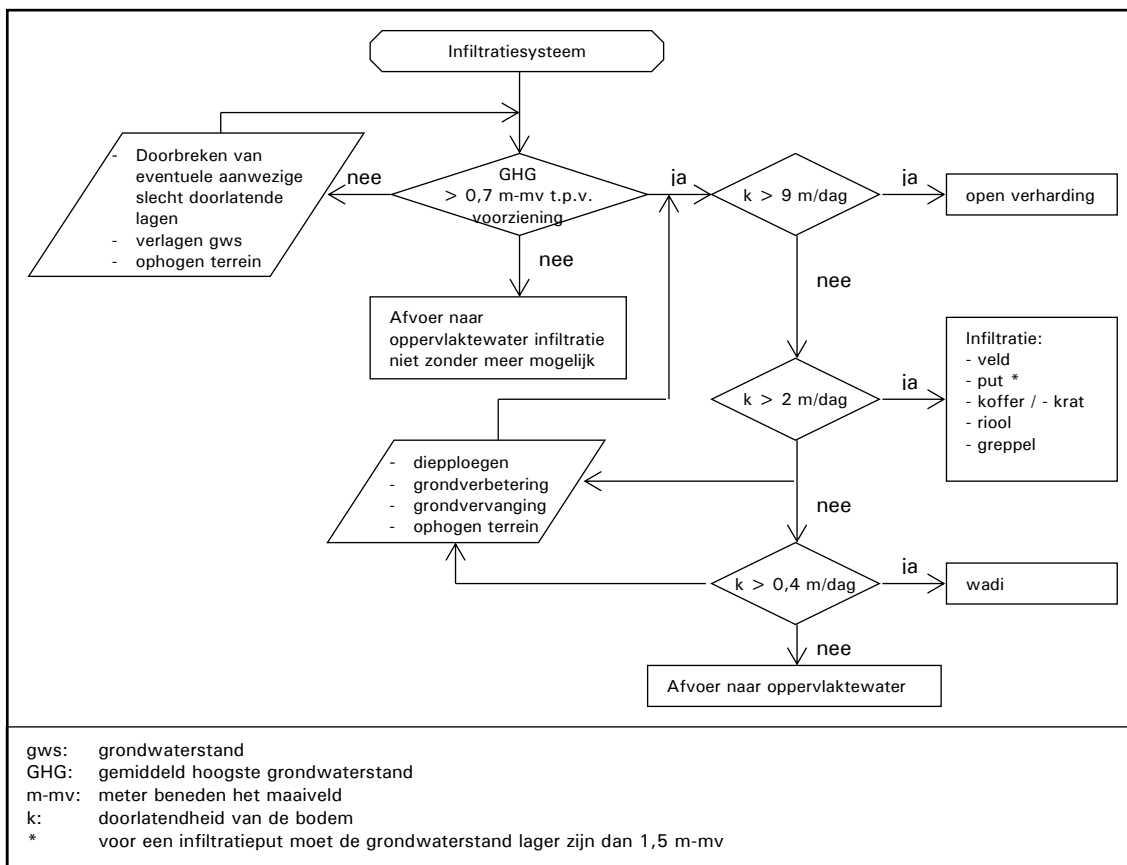 Infiltratiesysteem
- Doorbreken van
eventuele aanwezige
slecht doorlatende
lagen
- verlagen gws
- ophogen terrein
nee
GHG
> 0,7 m-mv t.p.v.
voorziening
ja
k > 9 m/dag
ja
open verharding
nee
nee
Afvoer naar
oppervlaktewater infiltratie
niet zonder meer mogelijk
k > 2 m/dag
ja
Infiltratie:
- veld
- put *
- koffer / - krat
- riool
- greppel
- diepploegen
- grondverbetering
- grondvervanging
- ophogen terrein
nee
k > 0,4 m/dag
ja
wadi
nee
Afvoer naar oppervlaktewater
gws: grondwaterstand
GHG: gemiddeld hoogste grondwaterstand
m-mv: meter beneden het maaiveld
k: doorlatendheid van de bodem
* voor een infiltratieput moet de grondwaterstand lager zijn dan 1,5 m-mv